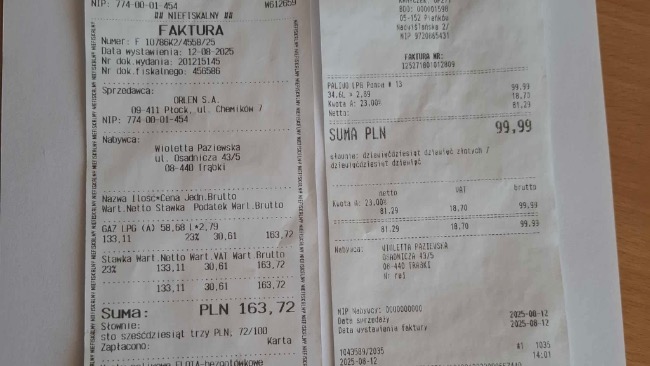 NIP: 774-00-01-454
W612659
## NIEFISKALNY ##
FAKTURA
Numer: F 10786K2/4558/25
Data wystawienia: 12-08-2025
Nr dok.wydania: 201215145
Nr dok.fiskalnego: 456586
Sprzedawca:
ORLEN S.A.
09-411 Płock, ul. Chemików 7
NIP: 774-00-01-454
Nabywca:
Wioletta Paziewska
ul. Osadnicza 43/5
08-440 Trąbki
Nazwa Ilość*Cena Jedn.Brutto
Wart.Netto Stawka Podatek Wart.Brutto
GAZ LPG (A) 58,68 L*2,79
133,11 23% 30,61 163,72
Stawka Wart.Netto Wart.VAT Wart.Brutto
23% 133,11 30,61 163,72
133,11 30,61 163,72
Suma: PLN 163,72
Słownie:
sto sześćdziesiąt trzy PLN, 72/100
Zapłacono: Karta
FLOTA-bezgotówkowe
05-152 Pieńków
NIP 9720865431
FAKTURA NR:
PALIWO LPG Pompa # 13
34.6L x 2,89 99,99
Kwota A: 23.00% 18,70
Netto: 81,29
SUMA PLN 99,99
słownie: dziewięćdziesiąt dziewięć złotych /
dziewięćdziesiąt dziewięć
netto VAT brutto
Kwota A: 23.00%
81.29 18,70 99,99
81.29 18,70 99,99
Nabywca: WIOLETTA PAZIEWSKA
OSADNICZA 43/5
08-440 TRĄBKI
Nr rej
NIP Nabywcy: 0000000000
Data sprzedaży 2025-08-12
Data wystawienia faktury 2025-08-12
1043589/2035 #1 1035
2025-08-12 14:01